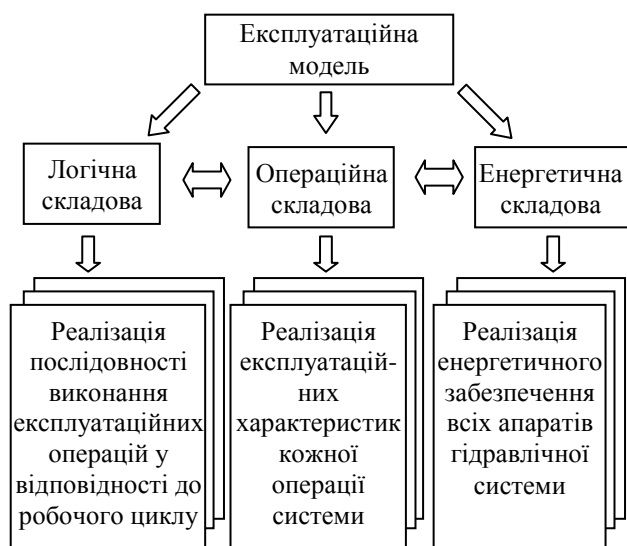 Експлуатаційна
модель
Логічна
складова
Операційна
складова
Енергетична
складова
Реалізація
послідовності
виконання
експлуатаційних
операцій у
відповідності до
робочого циклу
Реалізація
експлуатацій-
них
характеристик
кожної
операції
системи
Реалізація
енергетичного
забезпечення
всіх апаратів
гідравлічної
системи